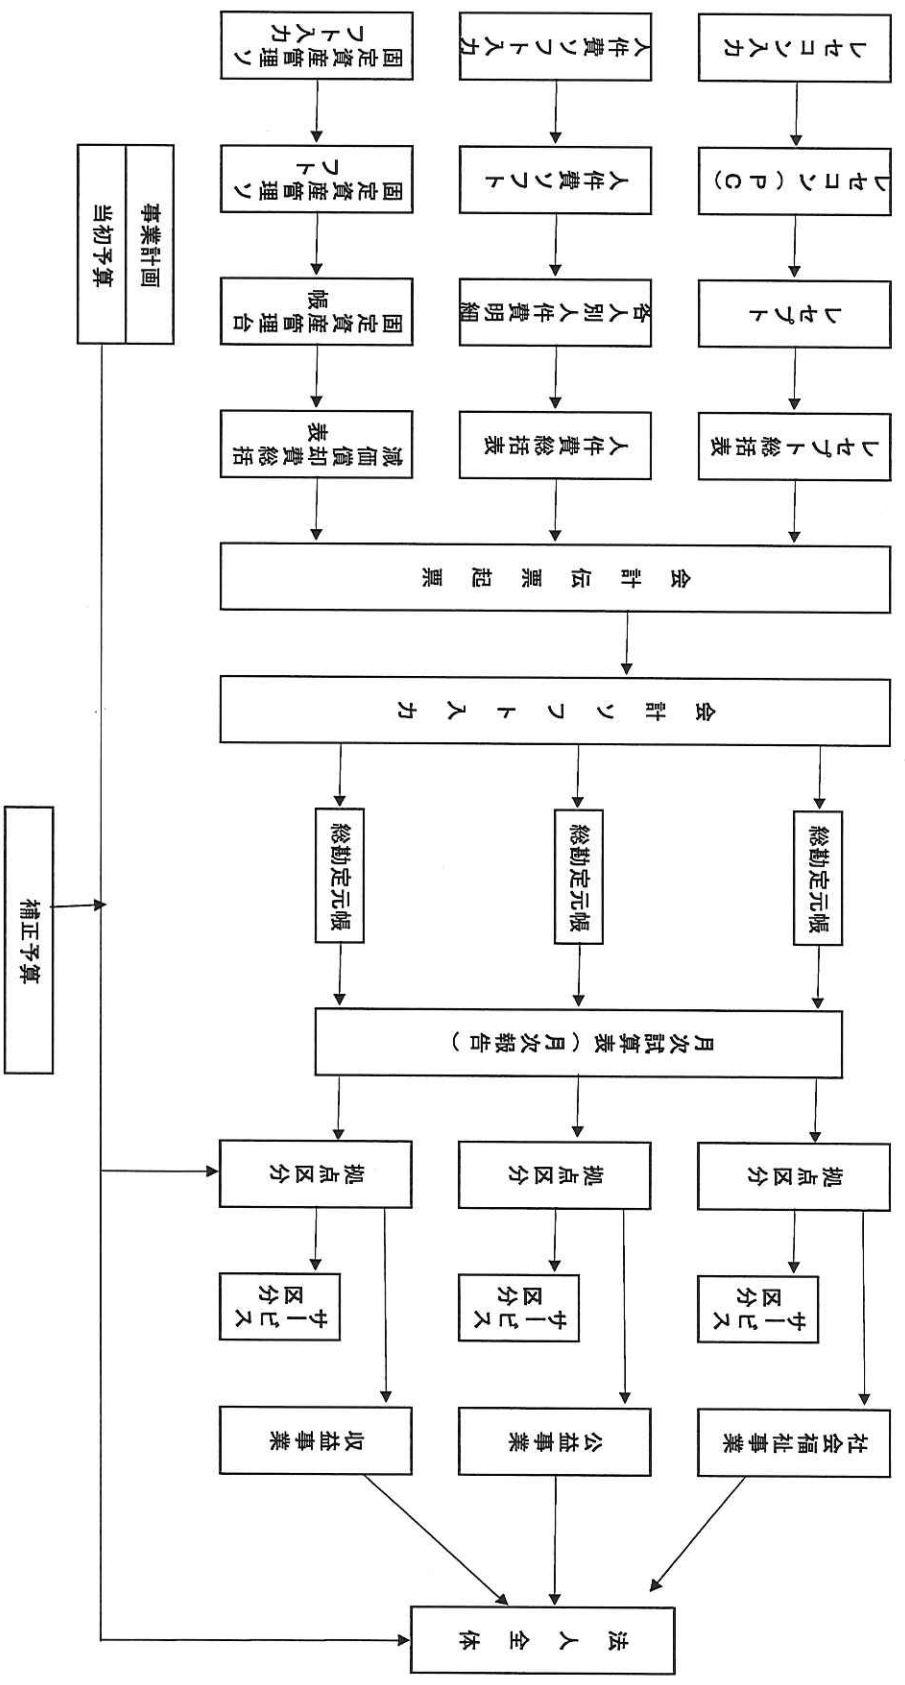 レセコン入力
レセコン(PC)
レセプト
レセプト総括表
人件費ソフト入力
人件費ソフト
各人別人件費明細
人件費総括表
固定資産管理ソ
フト入力
固定資産管理ソ
フト
固定資産管理台
帳
減価償却費総括
表
会計伝票起票
会計ソフト入力
総勘定元帳
総勘定元帳
総勘定元帳
月次試算表(月次報告)
拠点区分
サービス
区分
社会福祉事業
拠点区分
サービス
区分
公益事業
拠点区分
サービス
区分
収益事業
法人全体
事業計画
当初予算
補正予算